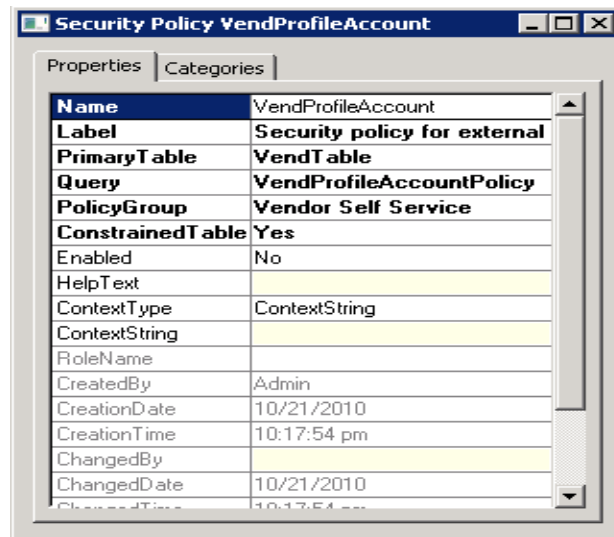 Security Policy VendProfileAccount
Properties Categories
Name VendProfileAccount
Label Security policy for external
PrimaryTable VendTable
Query VendProfileAccountPolicy
PolicyGroup Vendor Self Service
ConstrainedTable Yes
Enabled No
HelpText
ContextType ContextString
ContextString
RoleName
CreatedBy Admin
CreationDate 10/21/2010
CreationTime 10:17:54 pm
ChangedBy
ChangedDate 10/21/2010